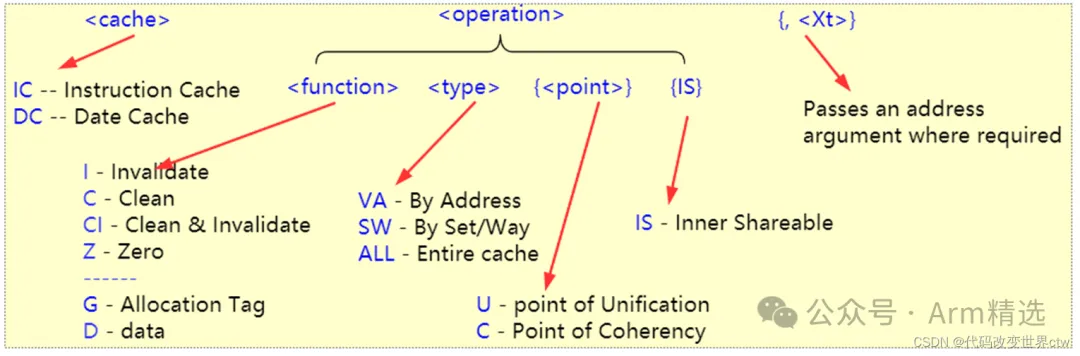 <cache>
<operation>
{, <Xt>}
IC -- Instruction Cache
DC -- Date Cache
<function>
<type>
{<point>}
{IS}
Passes an address
argument where required
I - Invalidate
C - Clean
CI - Clean & Invalidate
Z - Zero
------
G - Allocation Tag
D - data
VA - By Address
SW - By Set/Way
ALL - Entire cache
U - point of Unification
C - Point of Coherency
IS - Inner Shareable
公众号 · Arm精选
CSDN @代码改变世界ctw